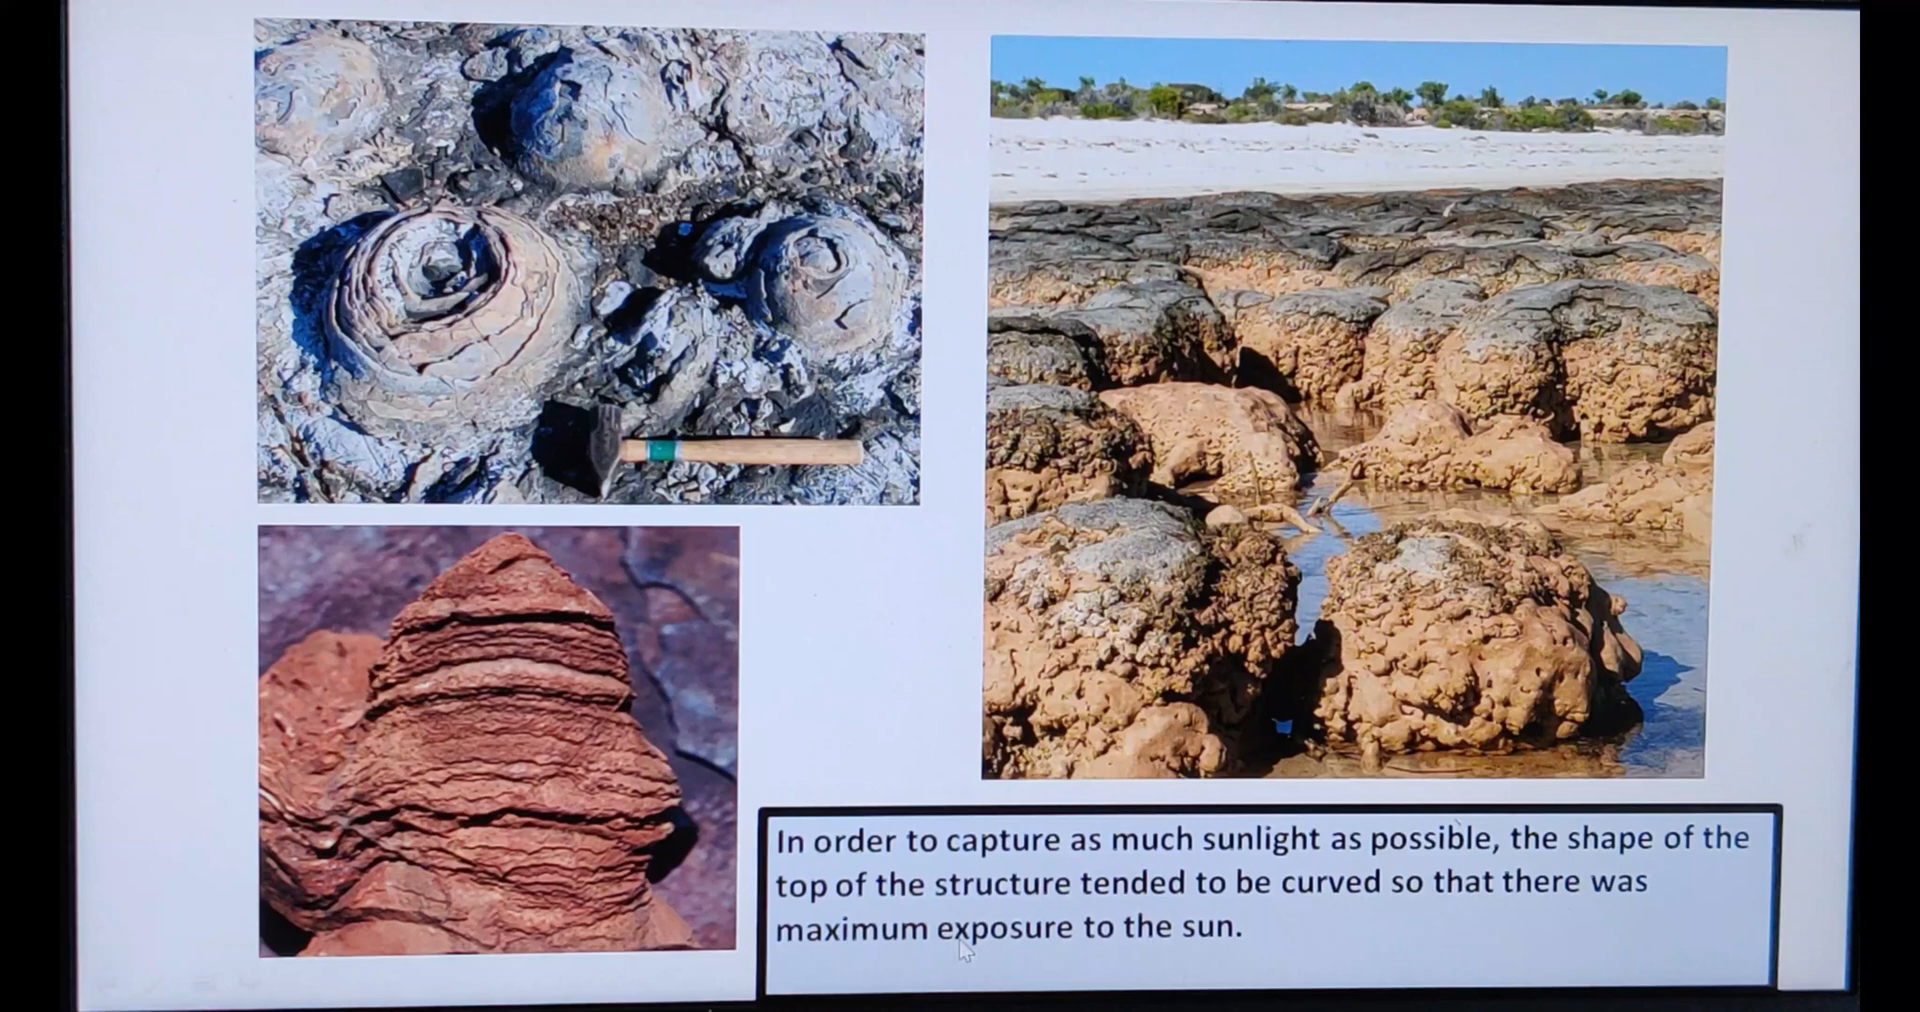 In order to capture as much sunlight as possible, the shape of the
top of the structure tended to be curved so that there was
maximum exposure to the sun.